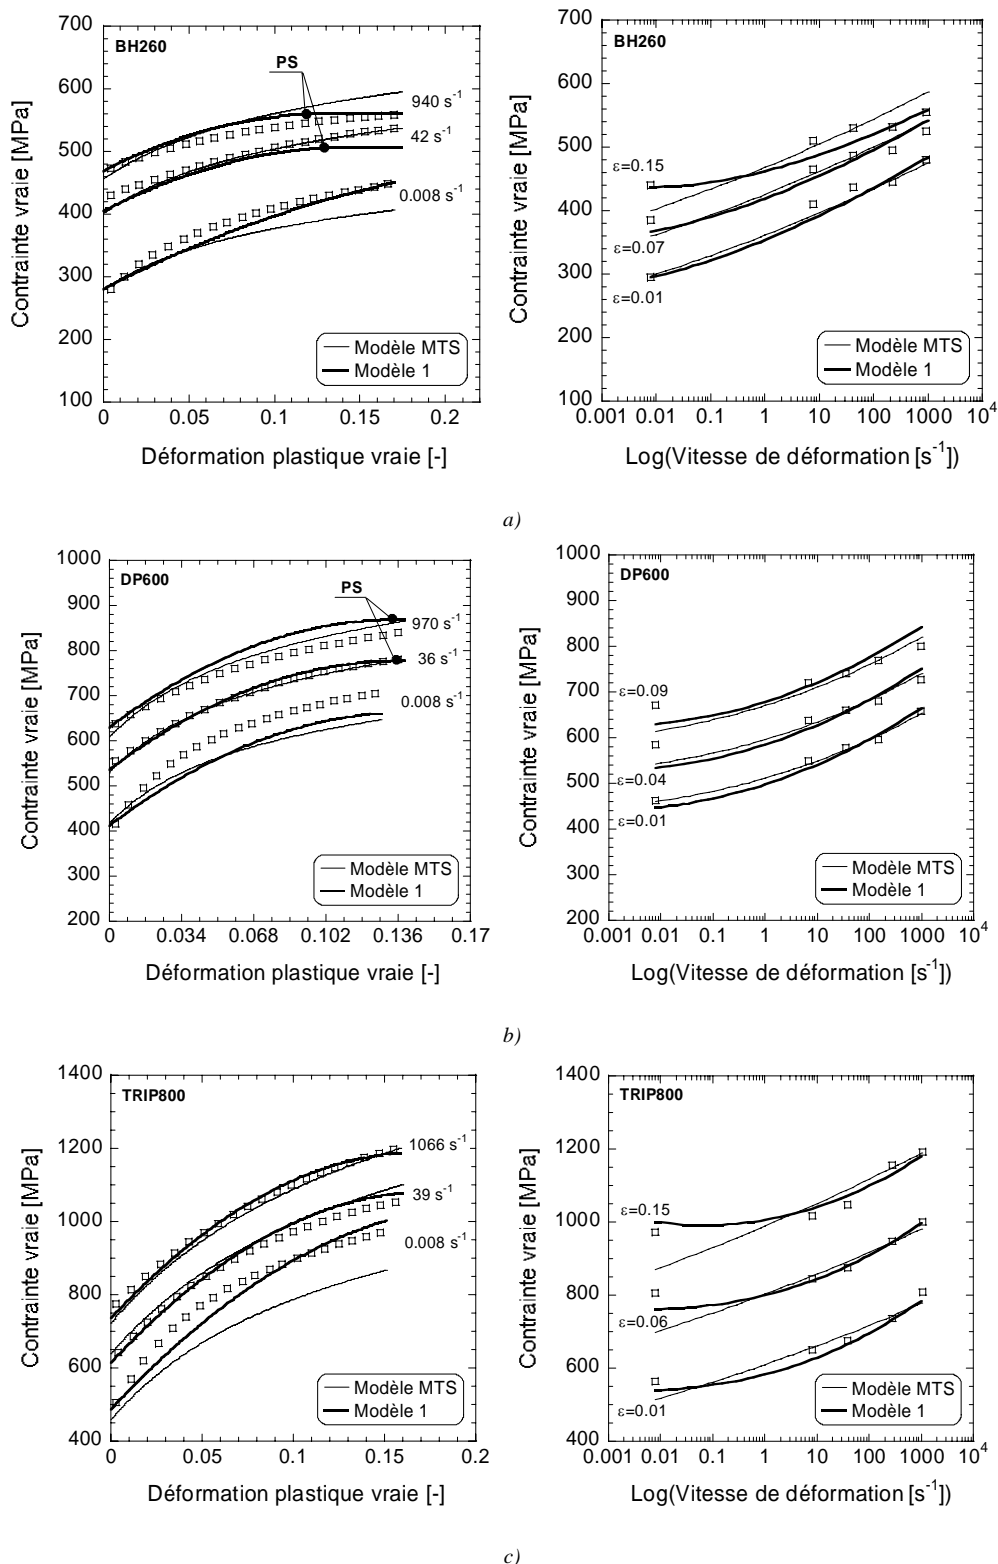 BH260
PS
940 s-1
42 s-1
0.008 s-1
Modèle MTS
Modèle 1
700
600
500
400
300
200
100
0 0.05 0.1 0.15 0.2
Contrainte vraie [MPa]
Déformation plastique vraie [-]
BH260
ε=0.15
ε=0.07
ε=0.01
Modèle MTS
Modèle 1
700
600
500
400
300
200
100
0.001 0.01 0.1 1 10 100 1000 10^4
Contrainte vraie [MPa]
Log(Vitesse de déformation [s-1])
a)
DP600
PS
970 s-1
36 s-1
0.008 s-1
Modèle MTS
Modèle 1
1000
900
800
700
600
500
400
300
200
0 0.034 0.068 0.102 0.136 0.17
Contrainte vraie [MPa]
Déformation plastique vraie [-]
DP600
ε=0.09
ε=0.04
ε=0.01
Modèle MTS
Modèle 1
1000
900
800
700
600
500
400
300
200
0.001 0.01 0.1 1 10 100 1000 10^4
Contrainte vraie [MPa]
Log(Vitesse de déformation [s-1])
b)
TRIP800
1066 s-1
39 s-1
0.008 s-1
Modèle MTS
Modèle 1
1400
1200
1000
800
600
400
0 0.05 0.1 0.15 0.2
Contrainte vraie [MPa]
Déformation plastique vraie [-]
TRIP800
ε=0.15
ε=0.06
ε=0.01
Modèle MTS
Modèle 1
1400
1200
1000
800
600
400
0.001 0.01 0.1 1 10 100 1000 10^4
Contrainte vraie [MPa]
Log(Vitesse de déformation [s-1])
c)